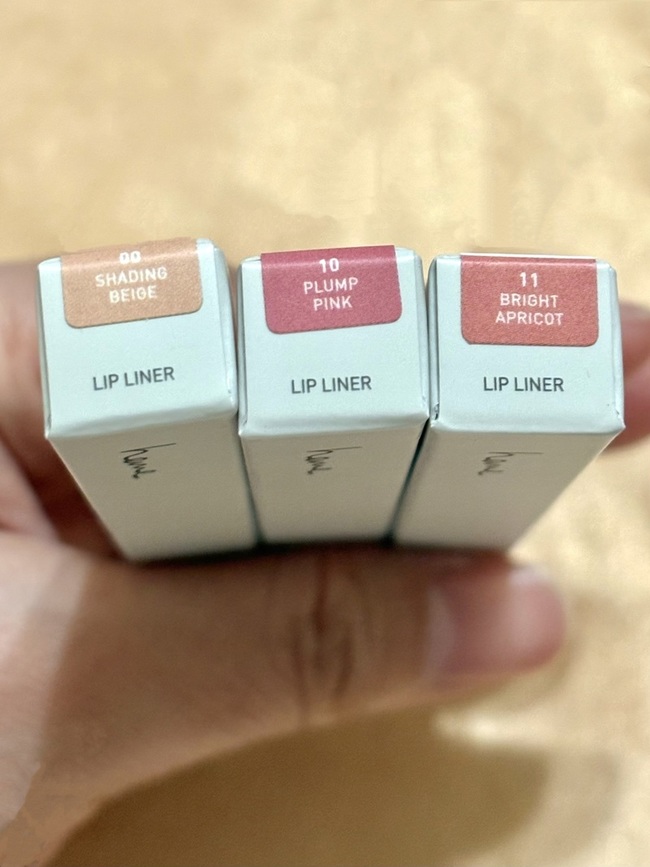 00
SHADING
BEIGE
LIP LINER
10
PLUMP
PINK
LIP LINER
11
BRIGHT
APRICOT
LIP LINER